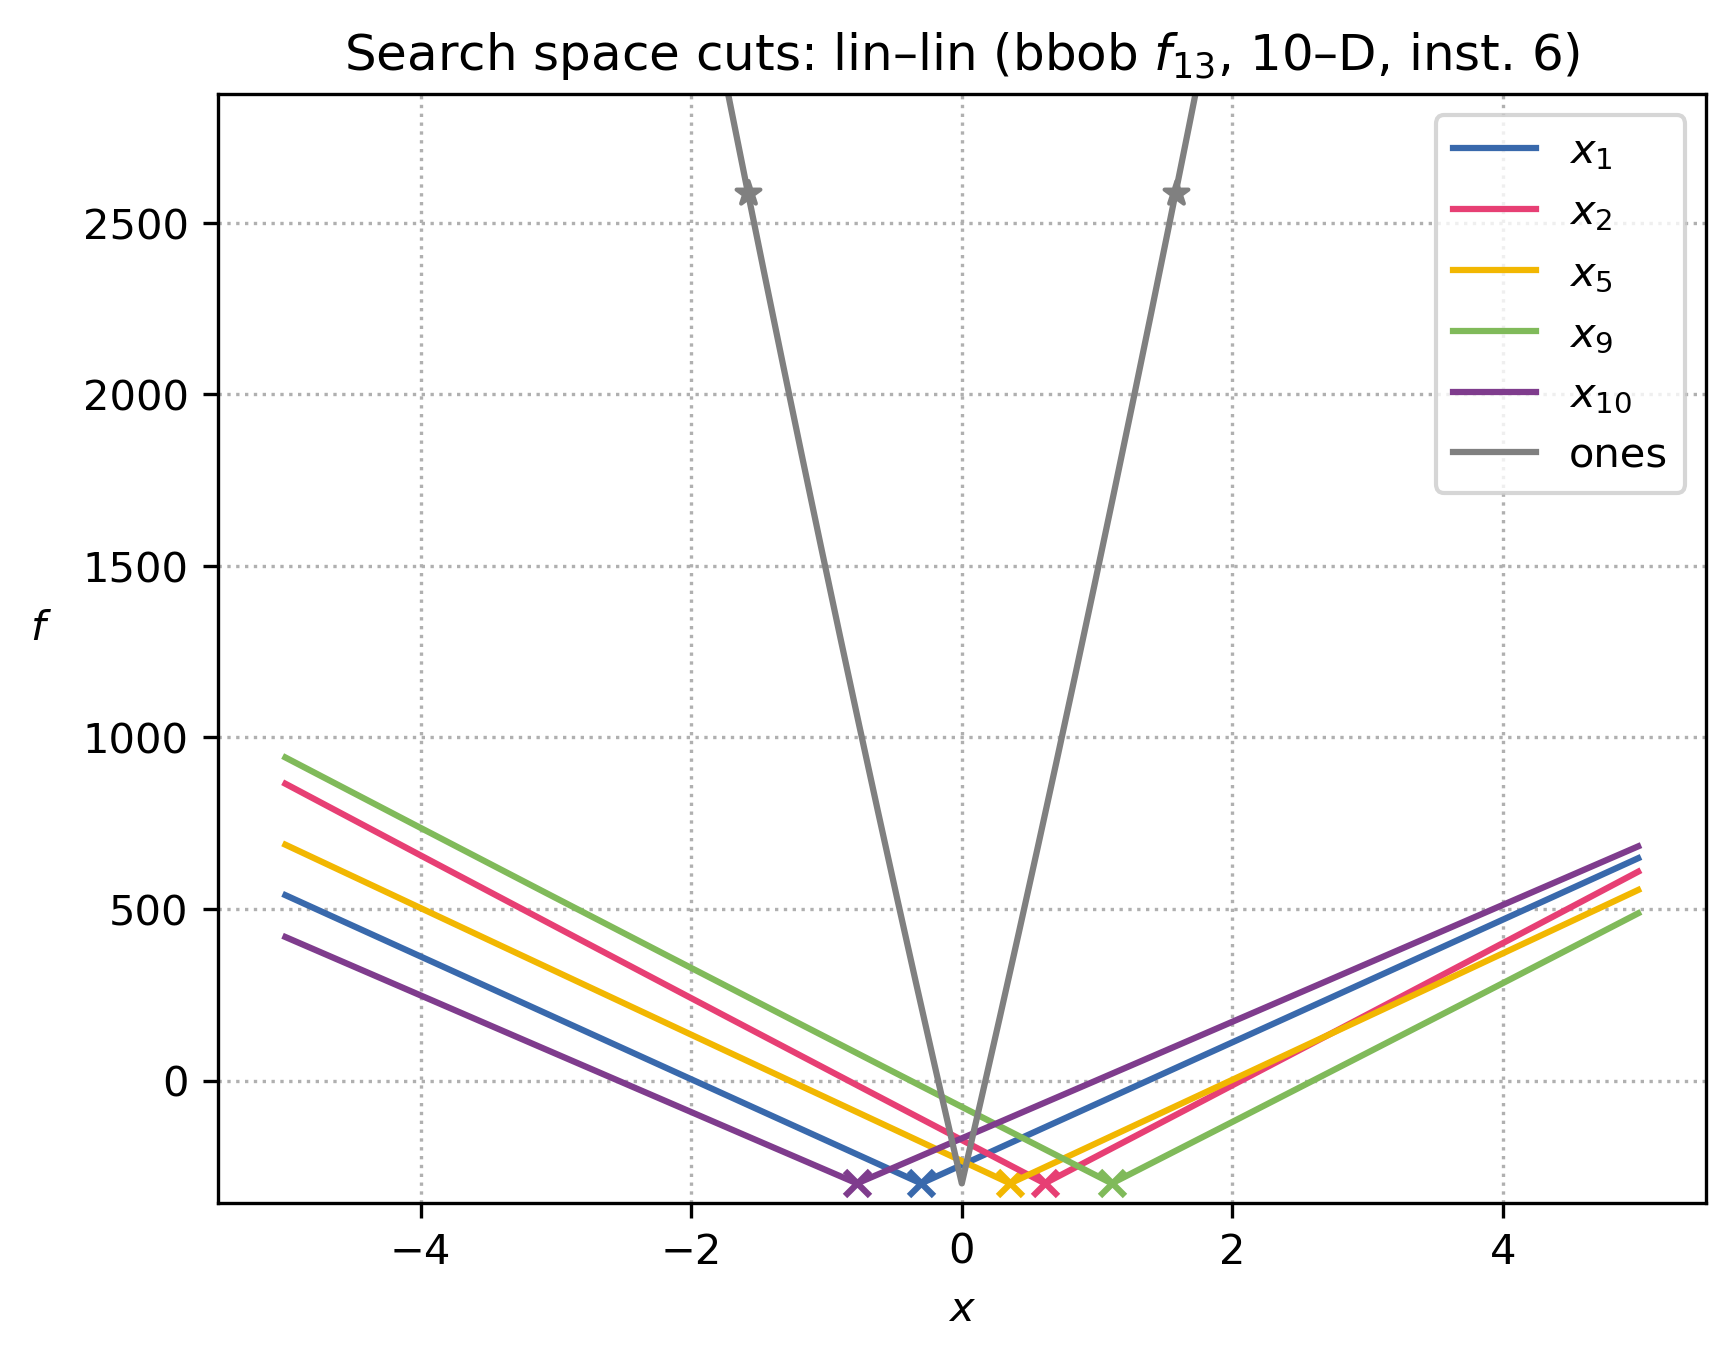 Search space cuts: lin–lin (bbob f₁₃, 10–D, inst. 6)
x₁
x₂
x₅
x₉
x₁₀
ones
2500
2000
1500
1000
500
0
f
−4 −2 0 2 4
x